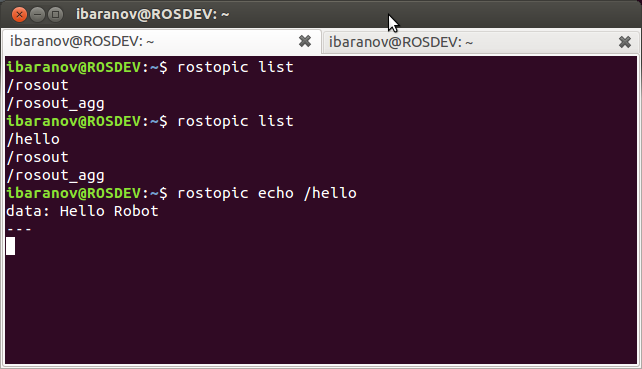 ibaranov@ROSDEV: ~
ibaranov@ROSDEV: ~
ibaranov@ROSDEV: ~
ibaranov@ROSDEV:~$ rostopic list
/rosout
/rosout_agg
ibaranov@ROSDEV:~$ rostopic list
/hello
/rosout
/rosout_agg
ibaranov@ROSDEV:~$ rostopic echo /hello
data: Hello Robot
---